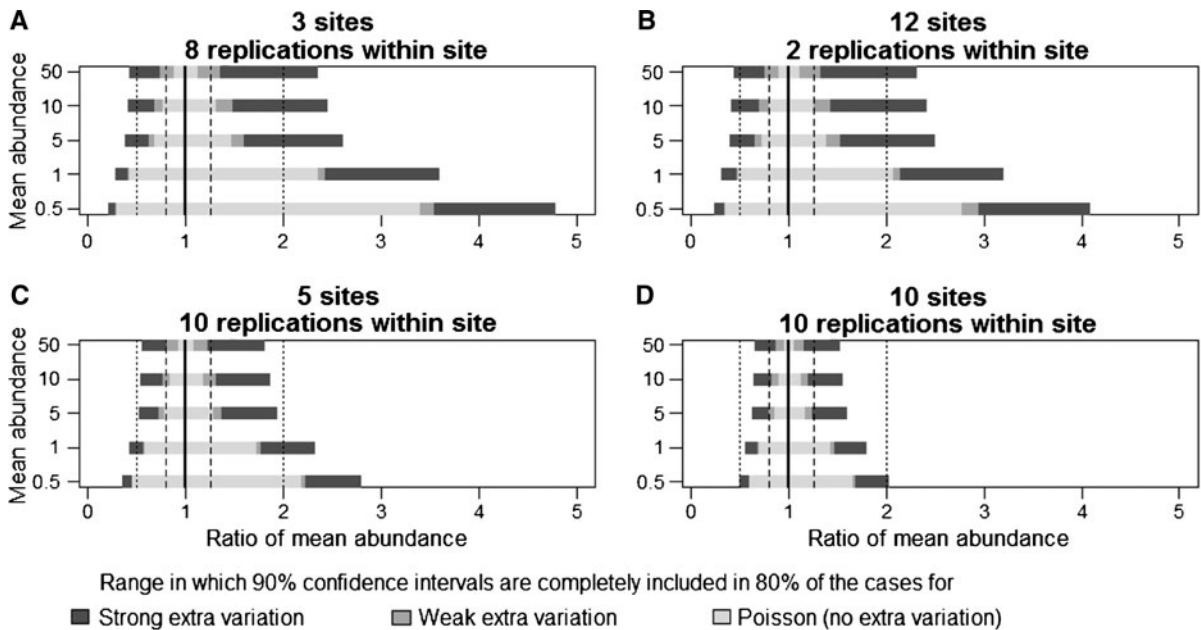 A
3 sites
8 replications within site
Mean abundance
50
10
5
1
0.5
0 1 2 3 4 5
B
12 sites
2 replications within site
50
10
5
1
0.5
0 1 2 3 4 5
C
5 sites
10 replications within site
Mean abundance
50
10
5
1
0.5
0 1 2 3 4 5
Ratio of mean abundance
D
10 sites
10 replications within site
50
10
5
1
0.5
0 1 2 3 4 5
Ratio of mean abundance
Range in which 90% confidence intervals are completely included in 80% of the cases for
Strong extra variation Weak extra variation Poisson (no extra variation)